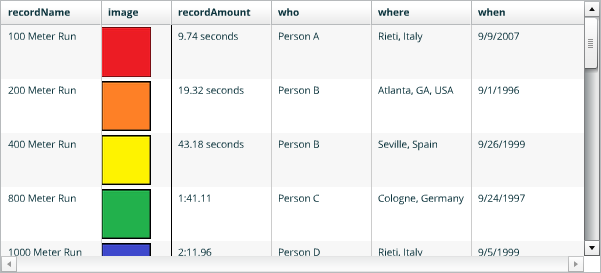 recordName image recordAmount who where when
100 Meter Run 9.74 seconds Person A Rieti, Italy 9/9/2007
200 Meter Run 19.32 seconds Person B Atlanta, GA, USA 9/1/1996
400 Meter Run 43.18 seconds Person B Seville, Spain 9/26/1999
800 Meter Run 1:41.11 Person C Cologne, Germany 9/24/1997
1000 Meter Run 2:11.96 Person D Rieti, Italy 9/5/1999